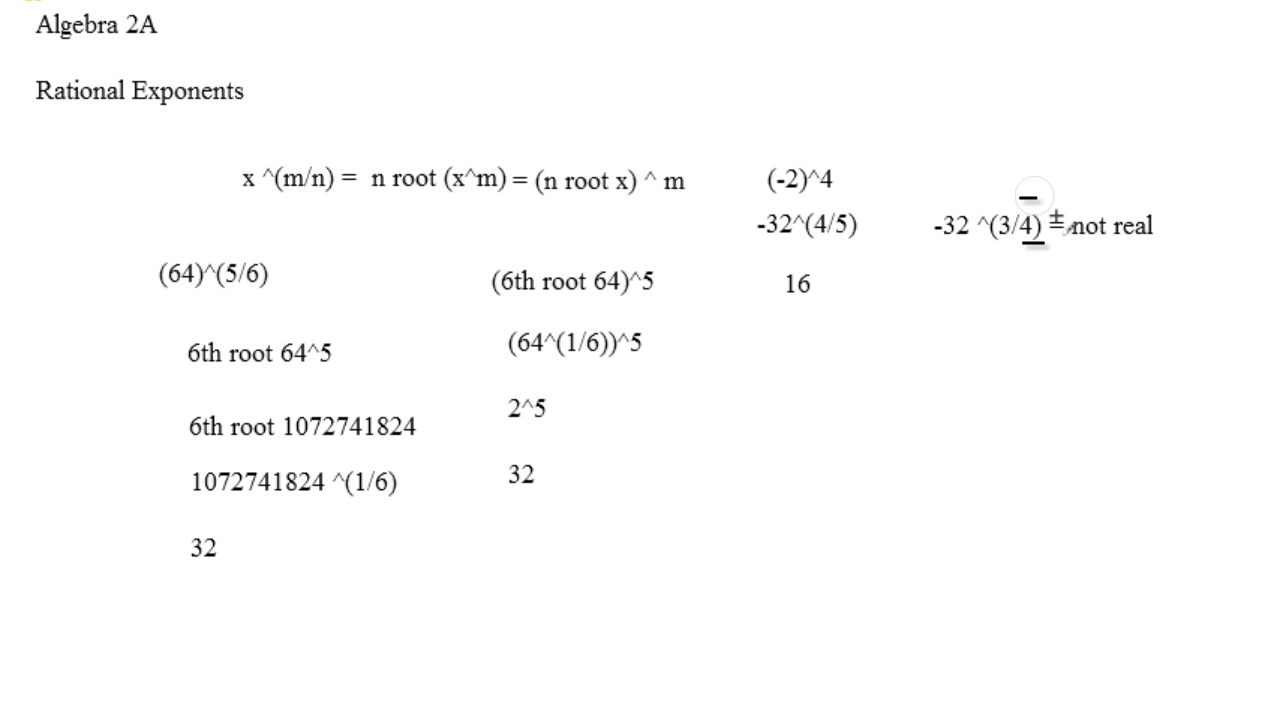 Algebra 2A
Rational Exponents
x ^(m/n) = n root (x^m) = (n root x) ^ m
(-2)^4
-32^(4/5)
-32 ^(3/4) = not real
16
(64)^(5/6)
6th root 64^5
6th root 1072741824
1072741824 ^(1/6)
32
(6th root 64)^5
(64^(1/6))^5
2^5
32